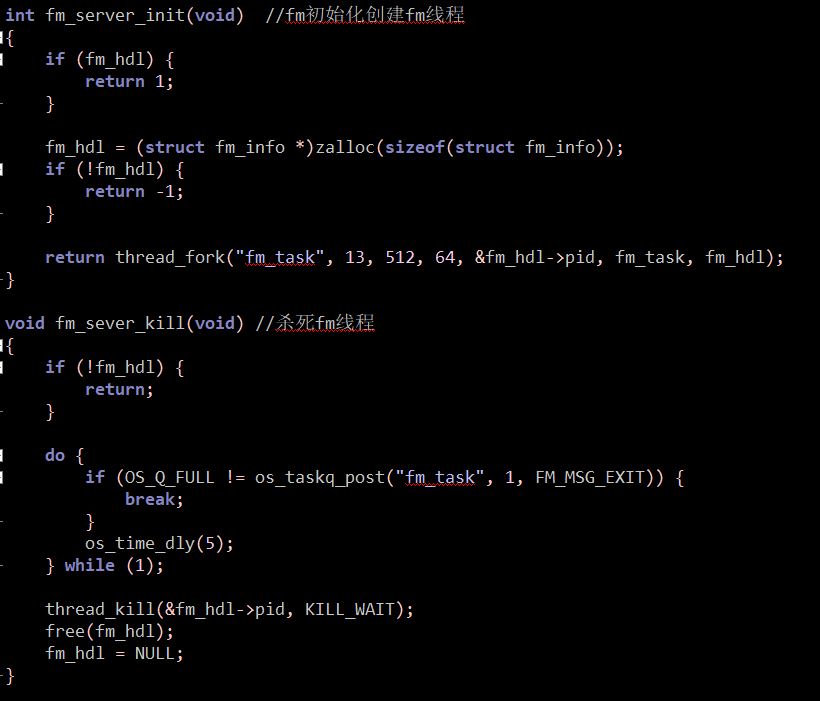 int fm_server_init(void)  //fm初始化创建fm线程
{
    if (fm_hdl) {
        return 1;
    }
    fm_hdl = (struct fm_info *)zalloc(sizeof(struct fm_info));
    if (!fm_hdl) {
        return -1;
    }
    return thread_fork("fm_task", 13, 512, 64, &fm_hdl->pid, fm_task, fm_hdl);
}
void fm_sever_kill(void) //杀死fm线程
{
    if (!fm_hdl) {
        return;
    }
    do {
        if (OS_Q_FULL != os_taskq_post("fm_task", 1, FM_MSG_EXIT)) {
            break;
        }
        os_time_dly(5);
    } while (1);
    thread_kill(&fm_hdl->pid, KILL_WAIT);
    free(fm_hdl);
    fm_hdl = NULL;
}